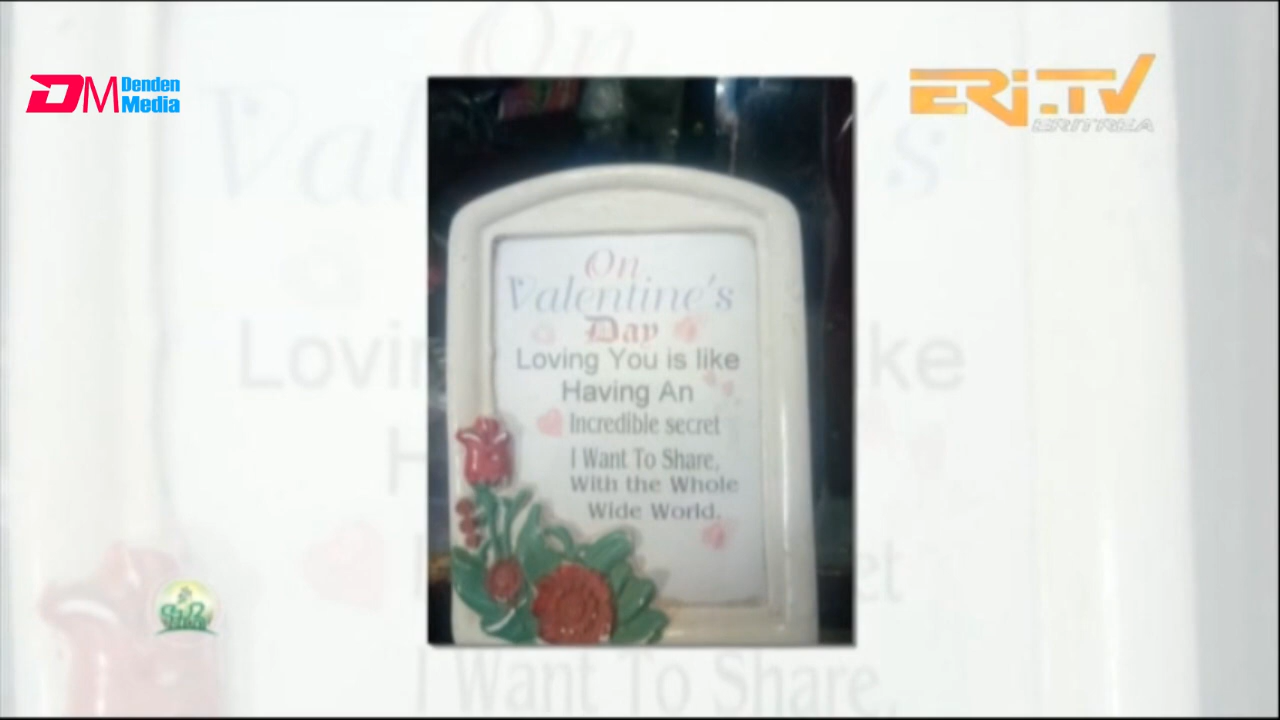 DM Denden
Media
ERi.TV
ERITREA
On
Valentine's
Day
Loving You is like
Having An
Incredible secret
I Want To Share,
With the Whole
Wide World.